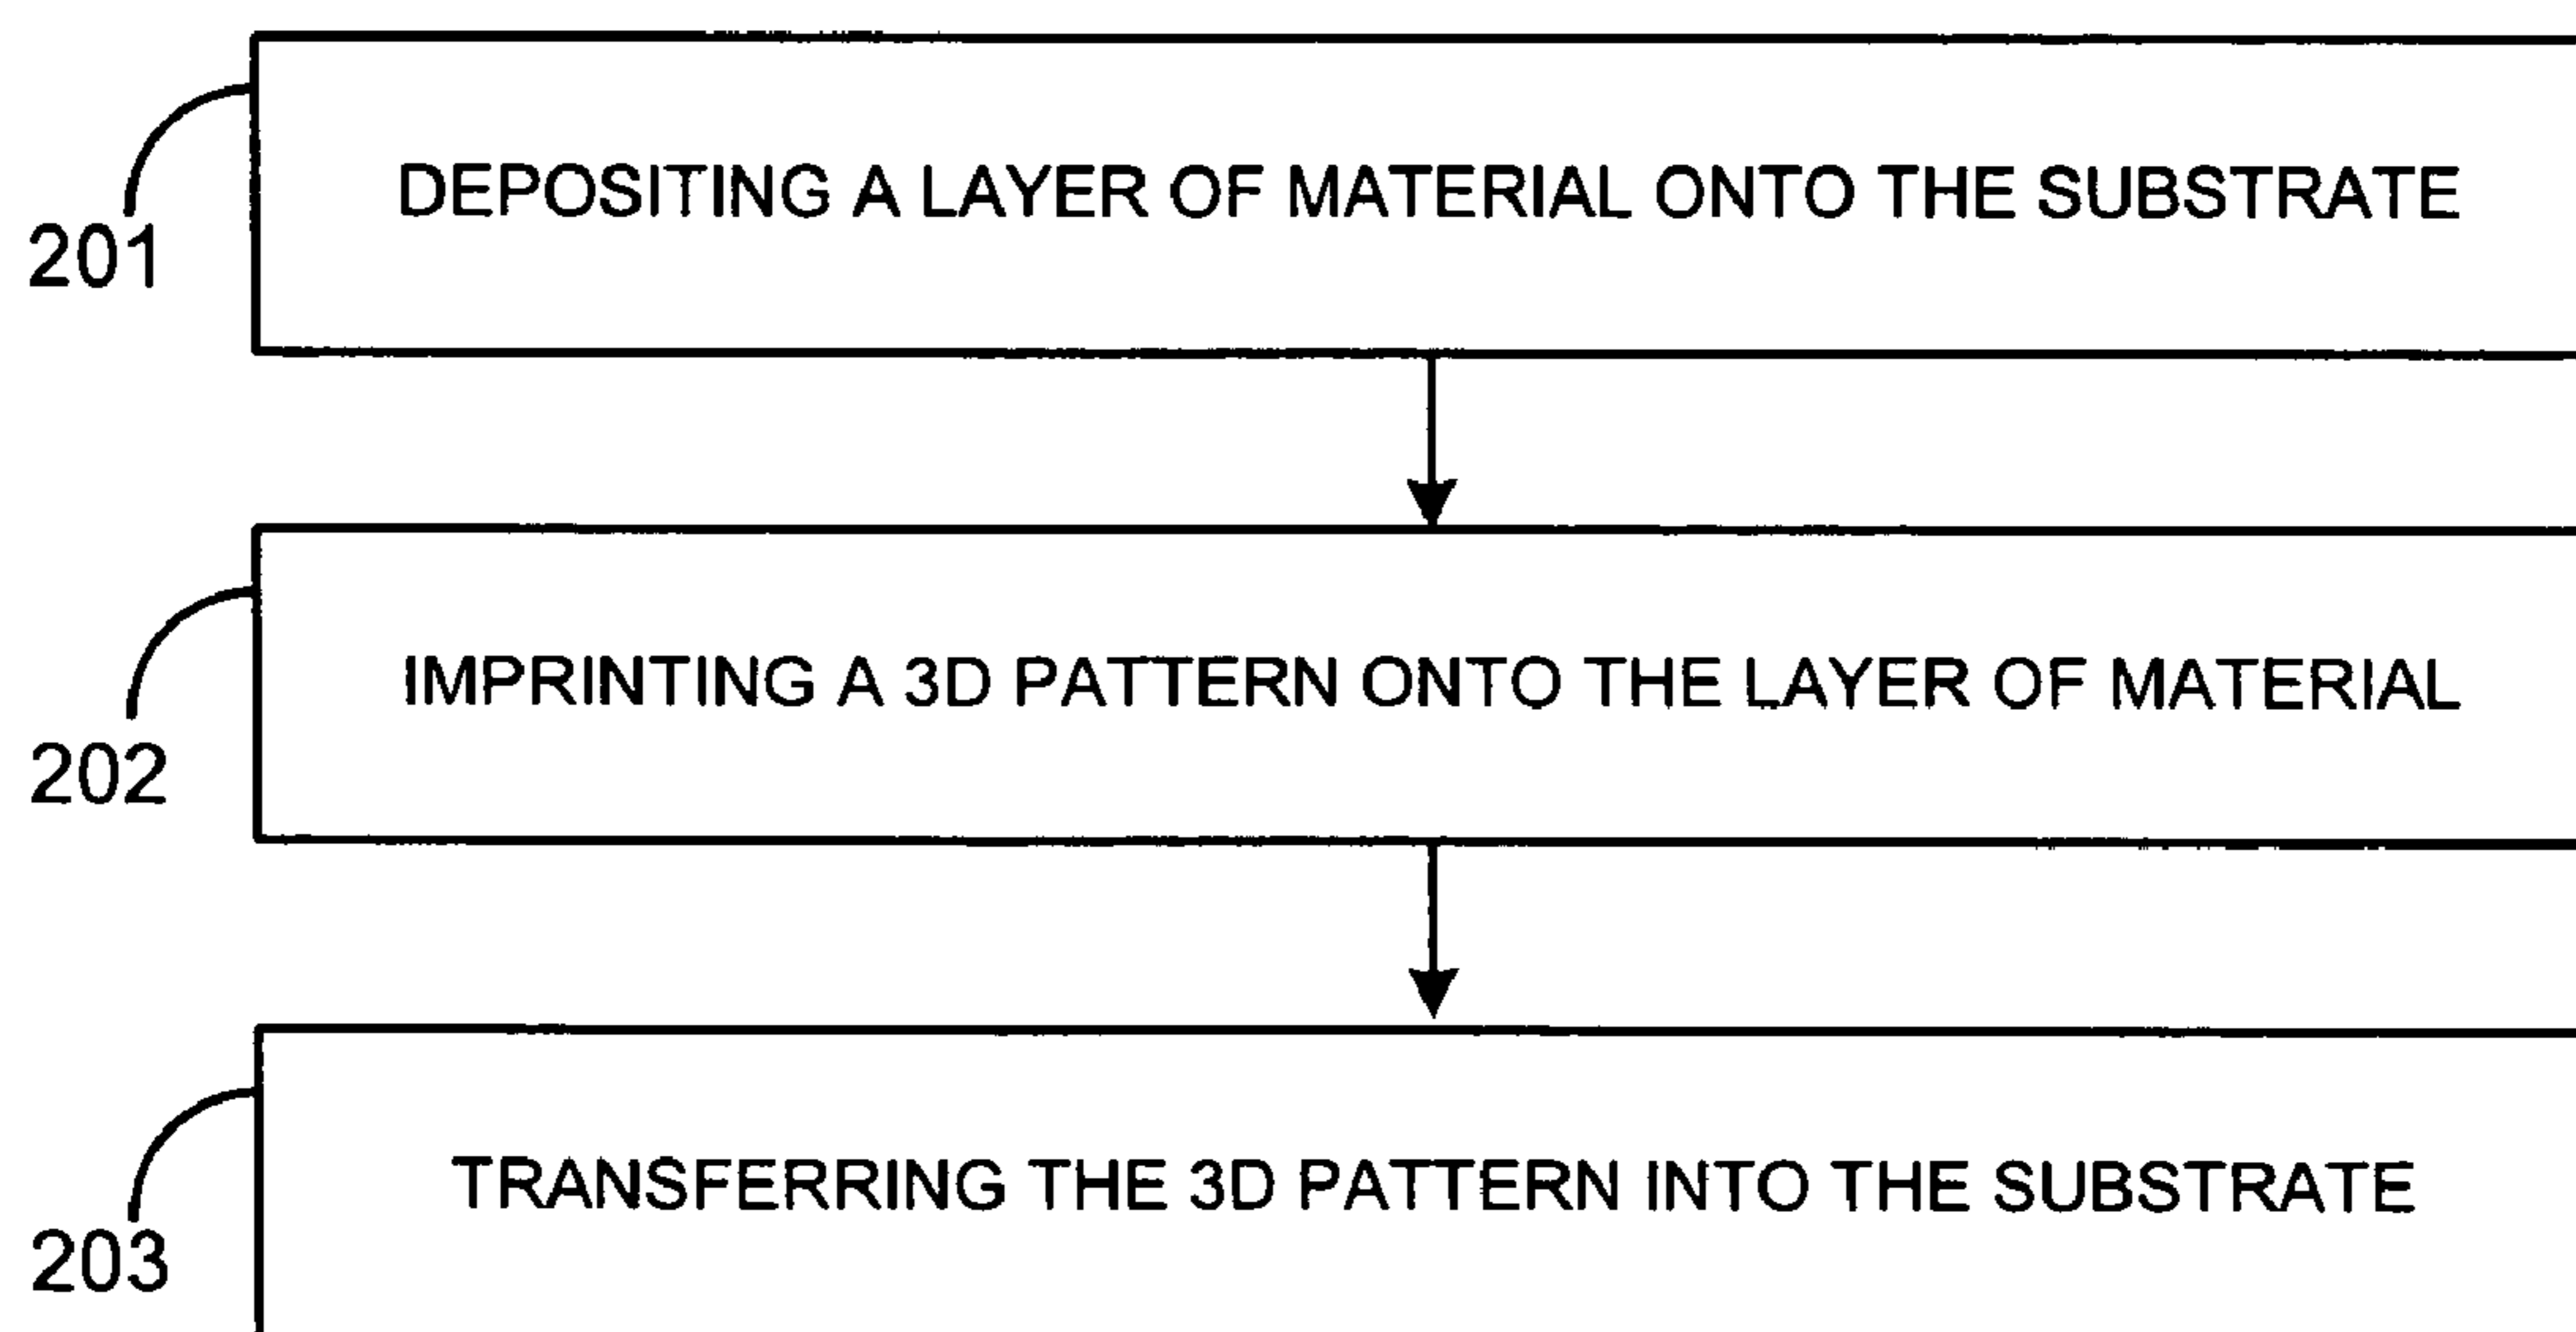 DEPOSITING A LAYER OF MATERIAL ONTO THE SUBSTRATE
201
IMPRINTING A 3D PATTERN ONTO THE LAYER OF MATERIAL
202
TRANSFERRING THE 3D PATTERN INTO THE SUBSTRATE
203